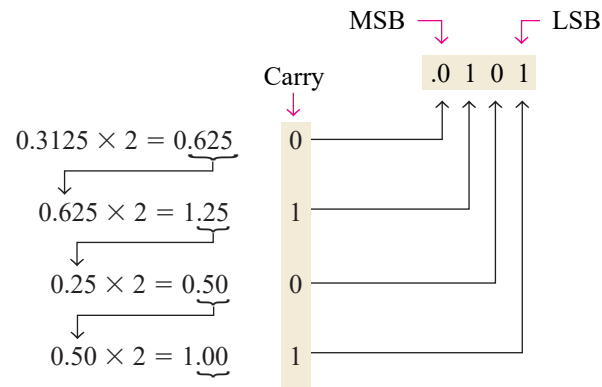 MSB LSB
.0 1 0 1
Carry
0.3125 × 2 = 0.625 0
0.625 × 2 = 1.25 1
0.25 × 2 = 0.50 0
0.50 × 2 = 1.00 1